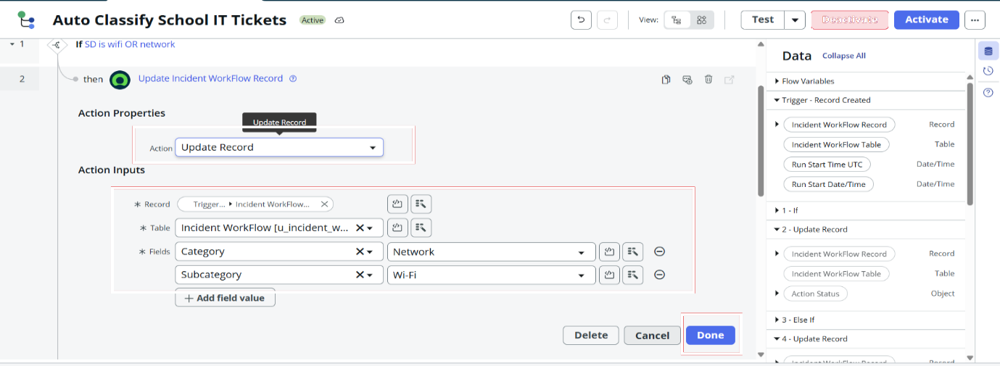 Auto Classify School IT Tickets Active View: Test Deactivate Activate
1 If SD is wifi OR network
2 then Update Incident WorkFlow Record
Action Properties
Update Record
Action Update Record
Action Inputs
* Record Trigger... ▸ Incident WorkFlow...
* Table Incident WorkFlow [u_incident_w...
* Fields Category Network
Subcategory Wi-Fi
+ Add field value
Delete Cancel Done
Data Collapse All
Flow Variables
Trigger - Record Created
Incident WorkFlow Record Record
Incident WorkFlow Table Table
Run Start Time UTC Date/Time
Run Start Date/Time Date/Time
1 - If
2 - Update Record
Incident WorkFlow Record Record
Incident WorkFlow Table Table
Action Status Object
3 - Else If
4 - Update Record
Incident WorkFlow Record Record